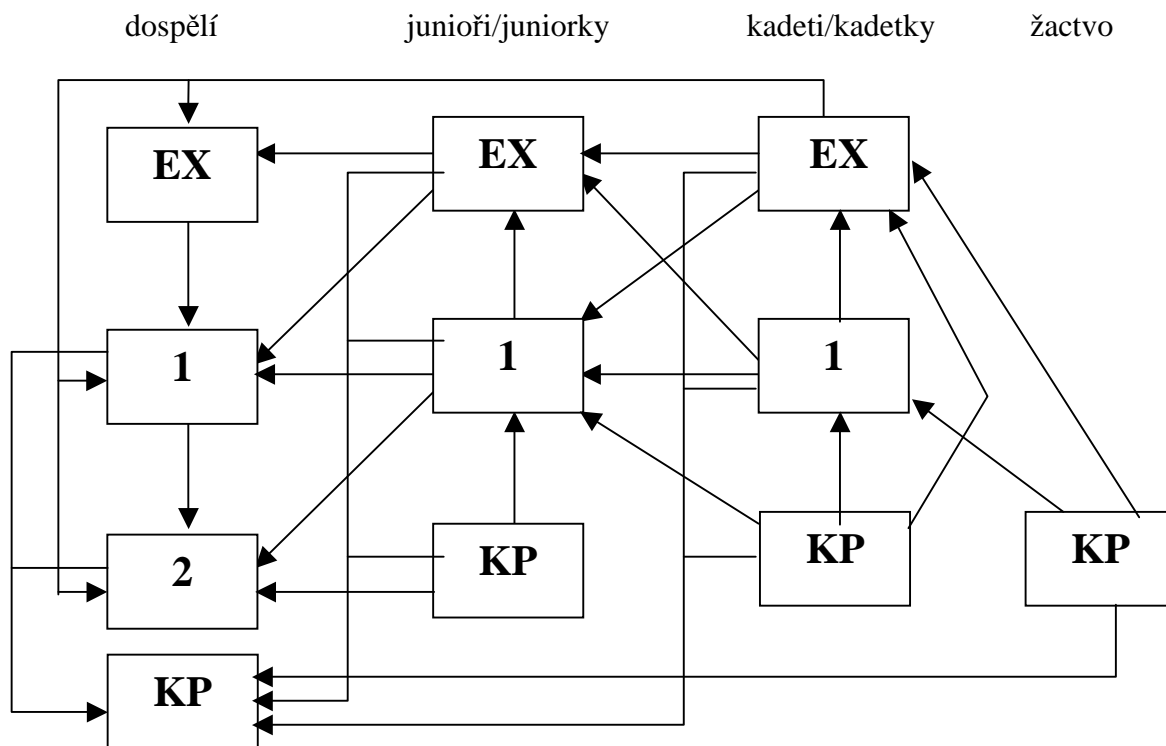 dospělí junioři/juniorky kadeti/kadetky žactvo
EX EX EX
1 1 1
2 KP KP KP
KP